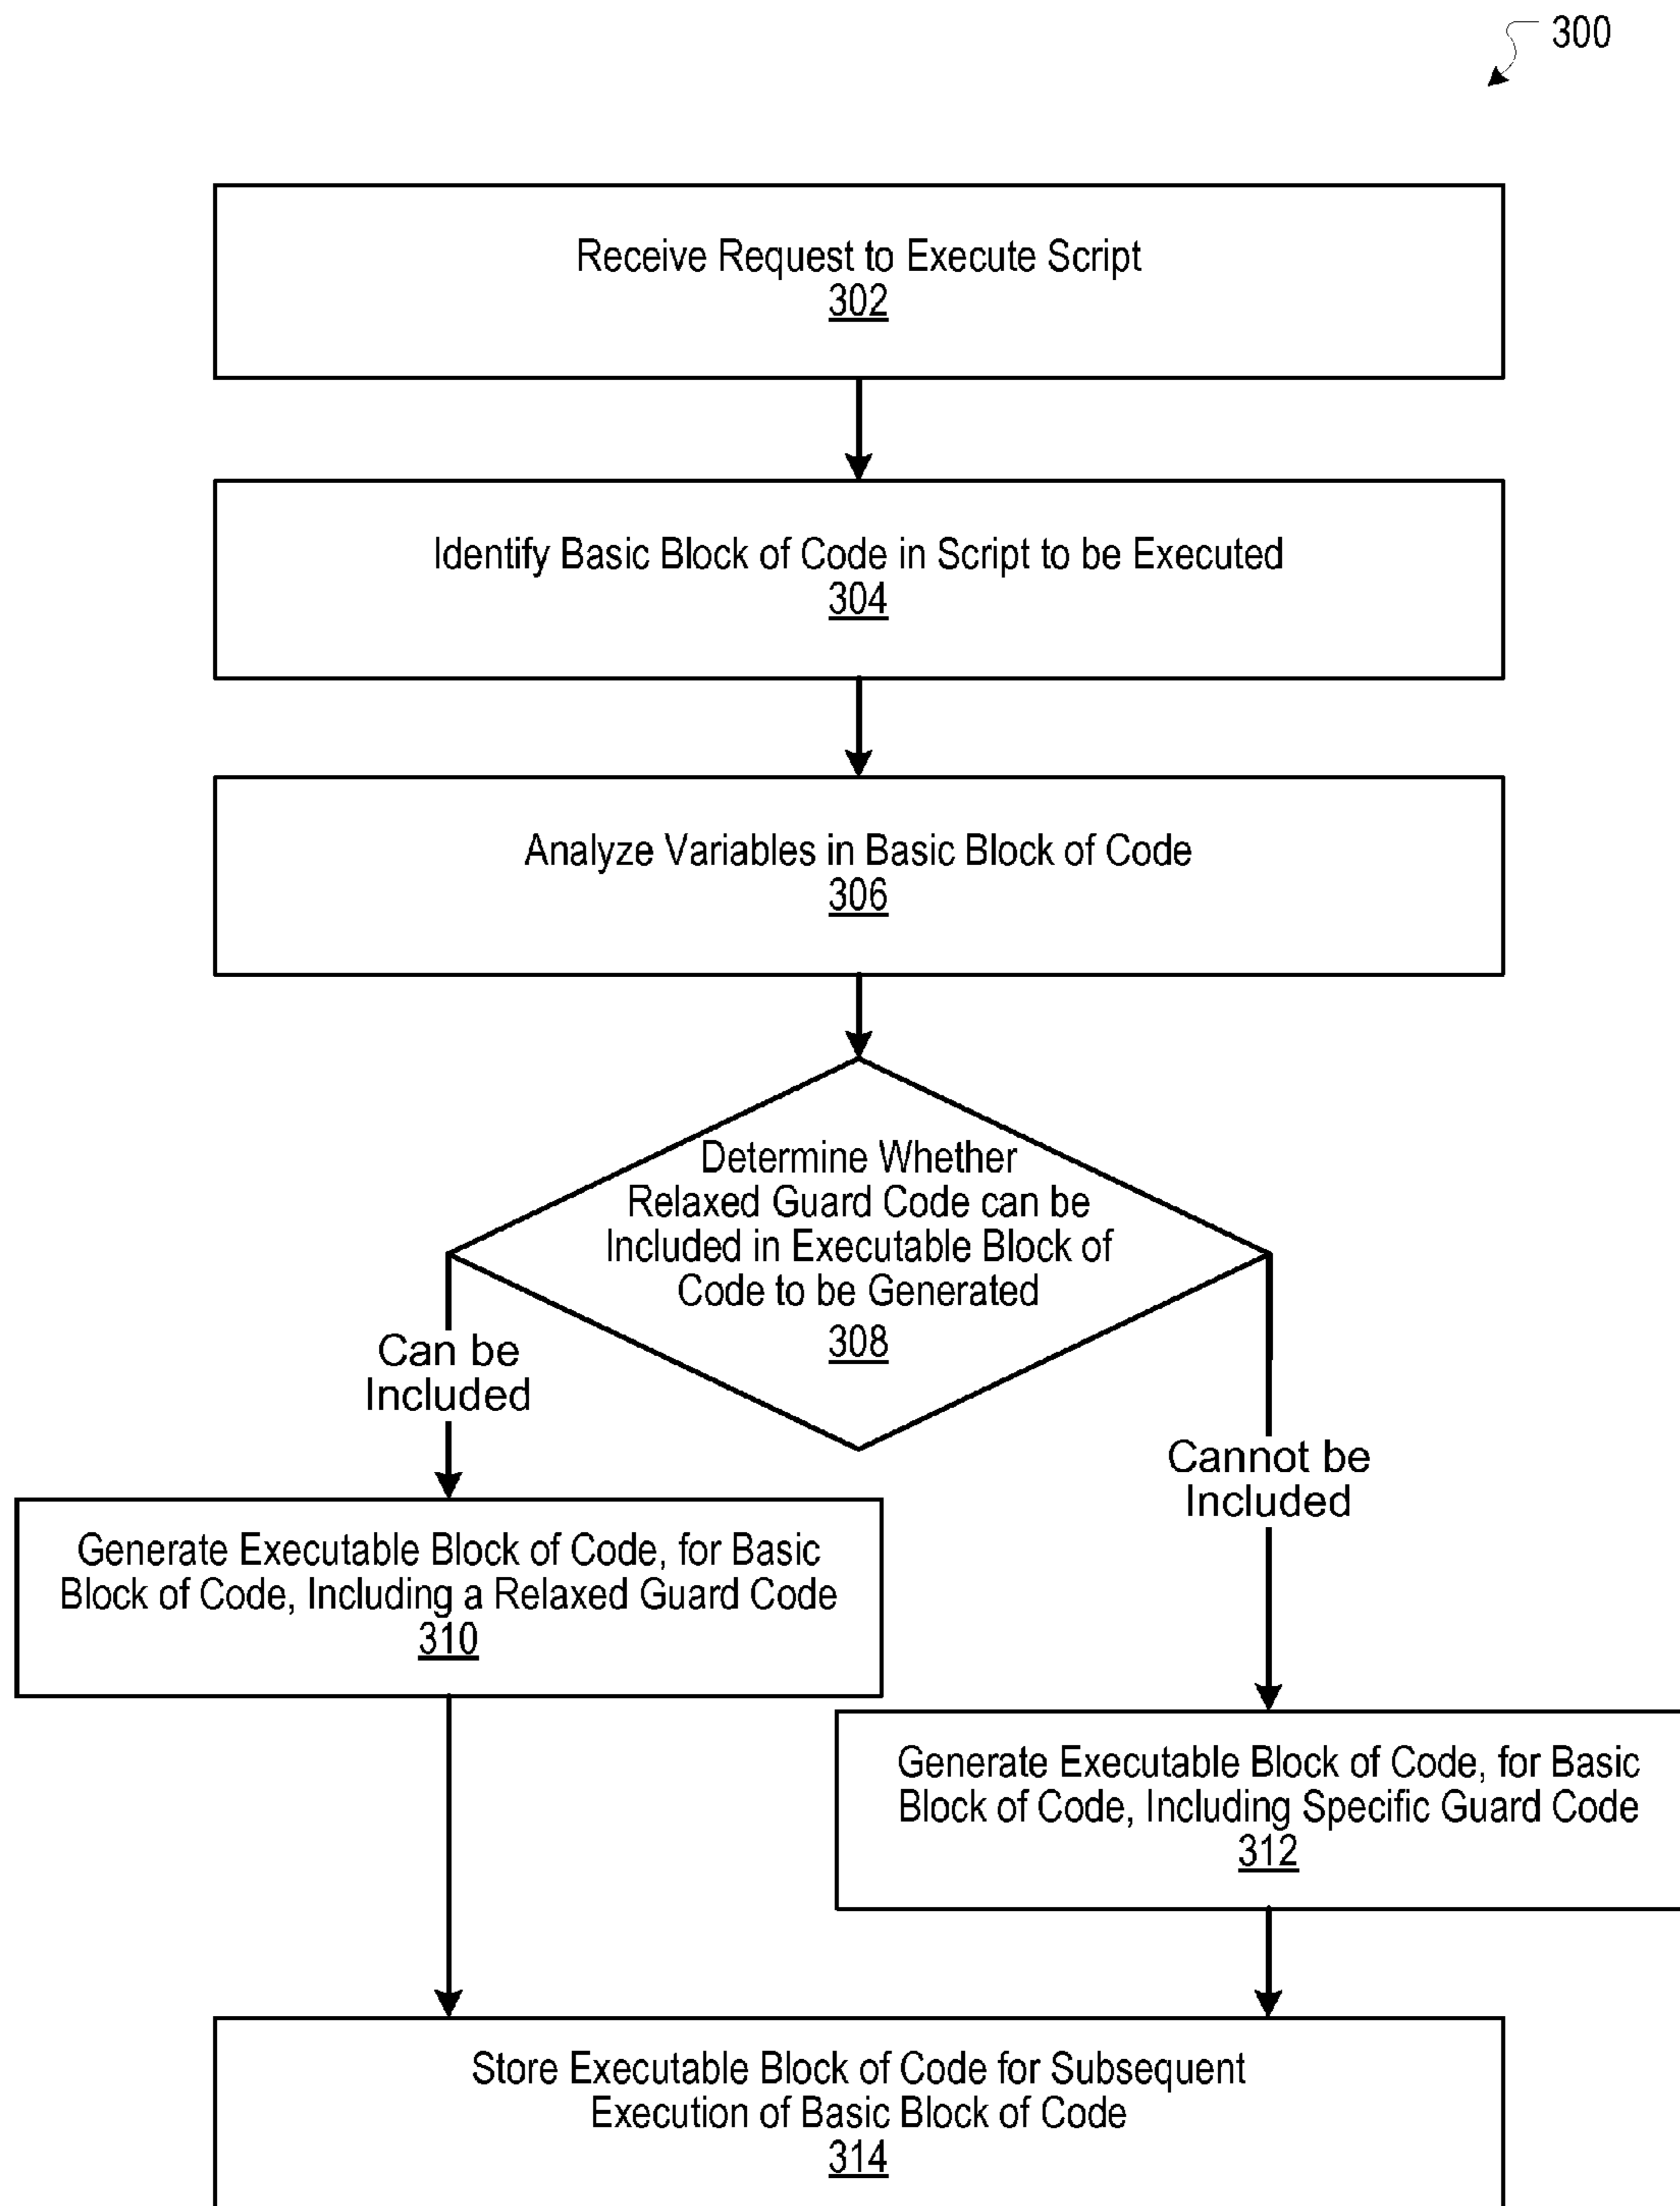 300
Receive Request to Execute Script
302
Identify Basic Block of Code in Script to be Executed
304
Analyze Variables in Basic Block of Code
306
Determine Whether
Relaxed Guard Code can be
Included in Executable Block of
Code to be Generated
308
Can be
Included
Cannot be
Included
Generate Executable Block of Code, for Basic
Block of Code, Including a Relaxed Guard Code
310
Generate Executable Block of Code, for Basic
Block of Code, Including Specific Guard Code
312
Store Executable Block of Code for Subsequent
Execution of Basic Block of Code
314